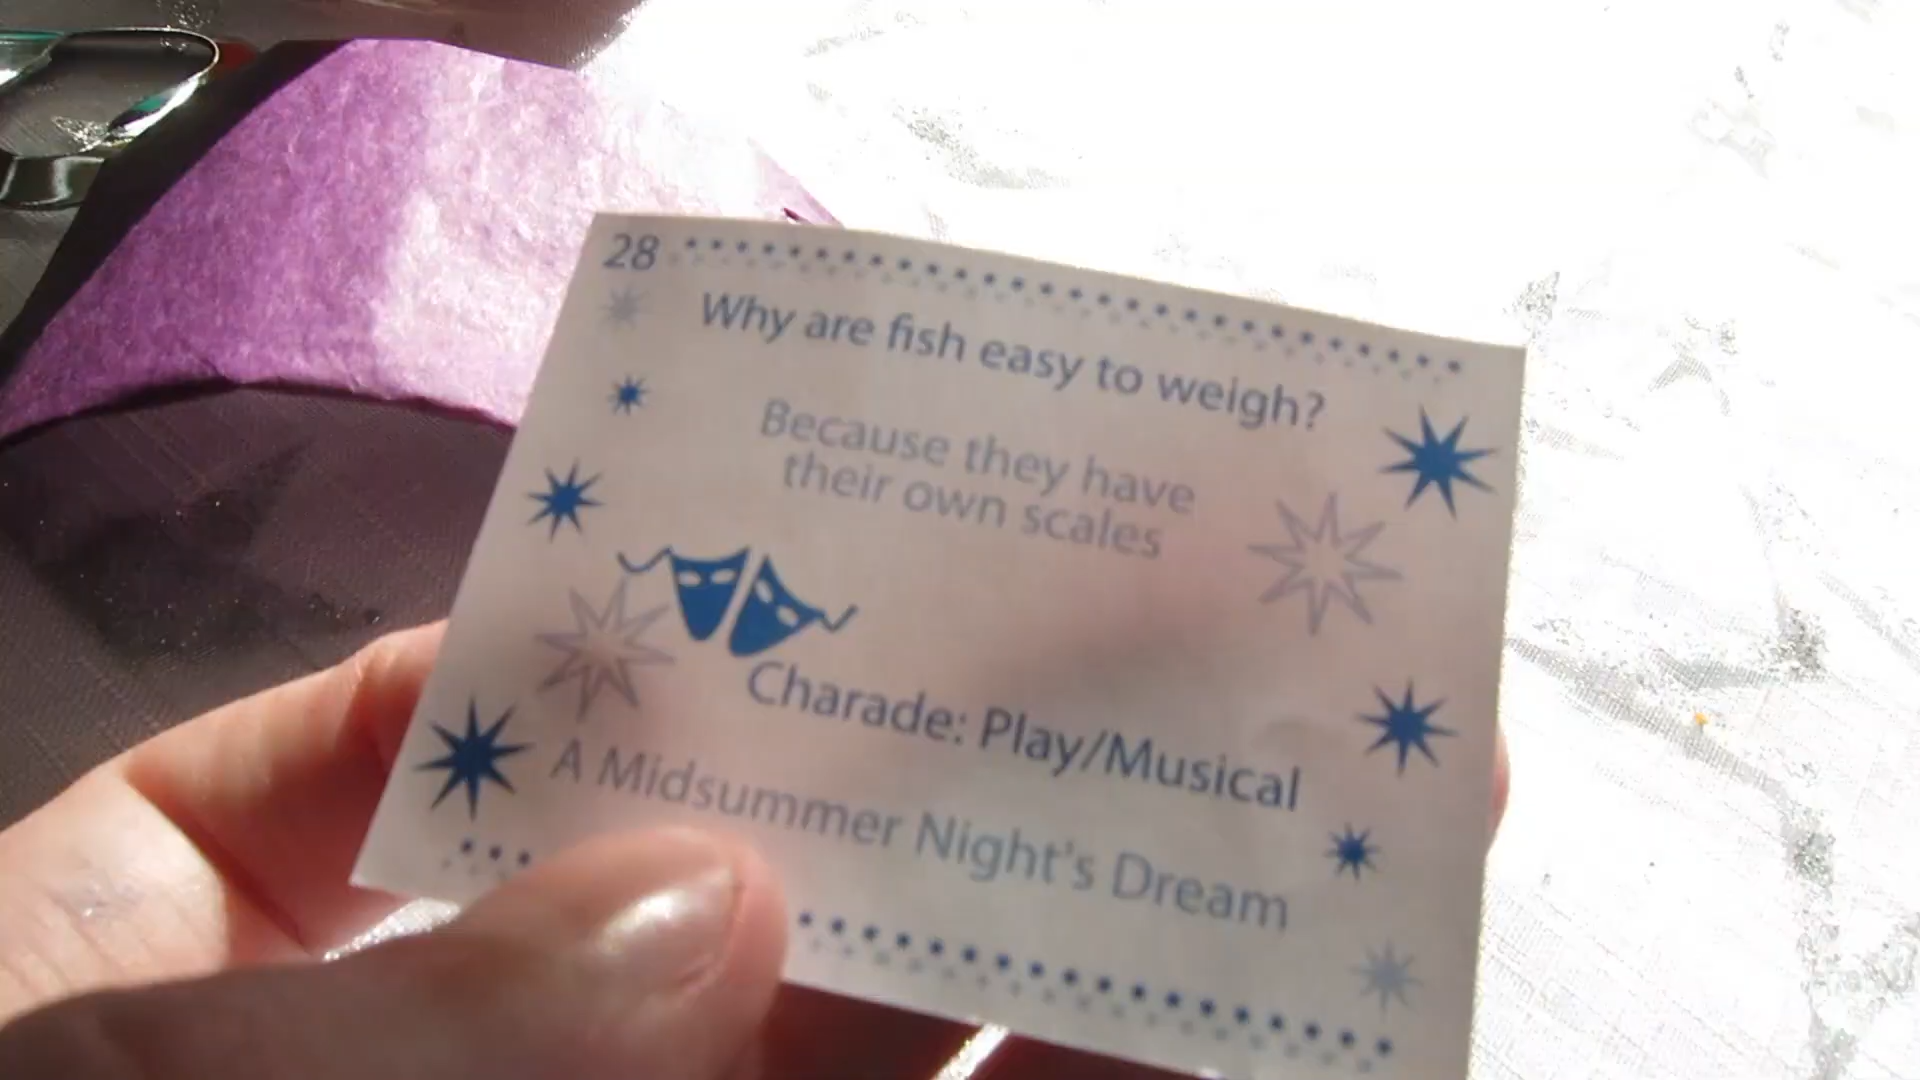 28
Why are fish easy to weigh?
Because they have
their own scales
Charade: Play/Musical
A Midsummer Night's Dream